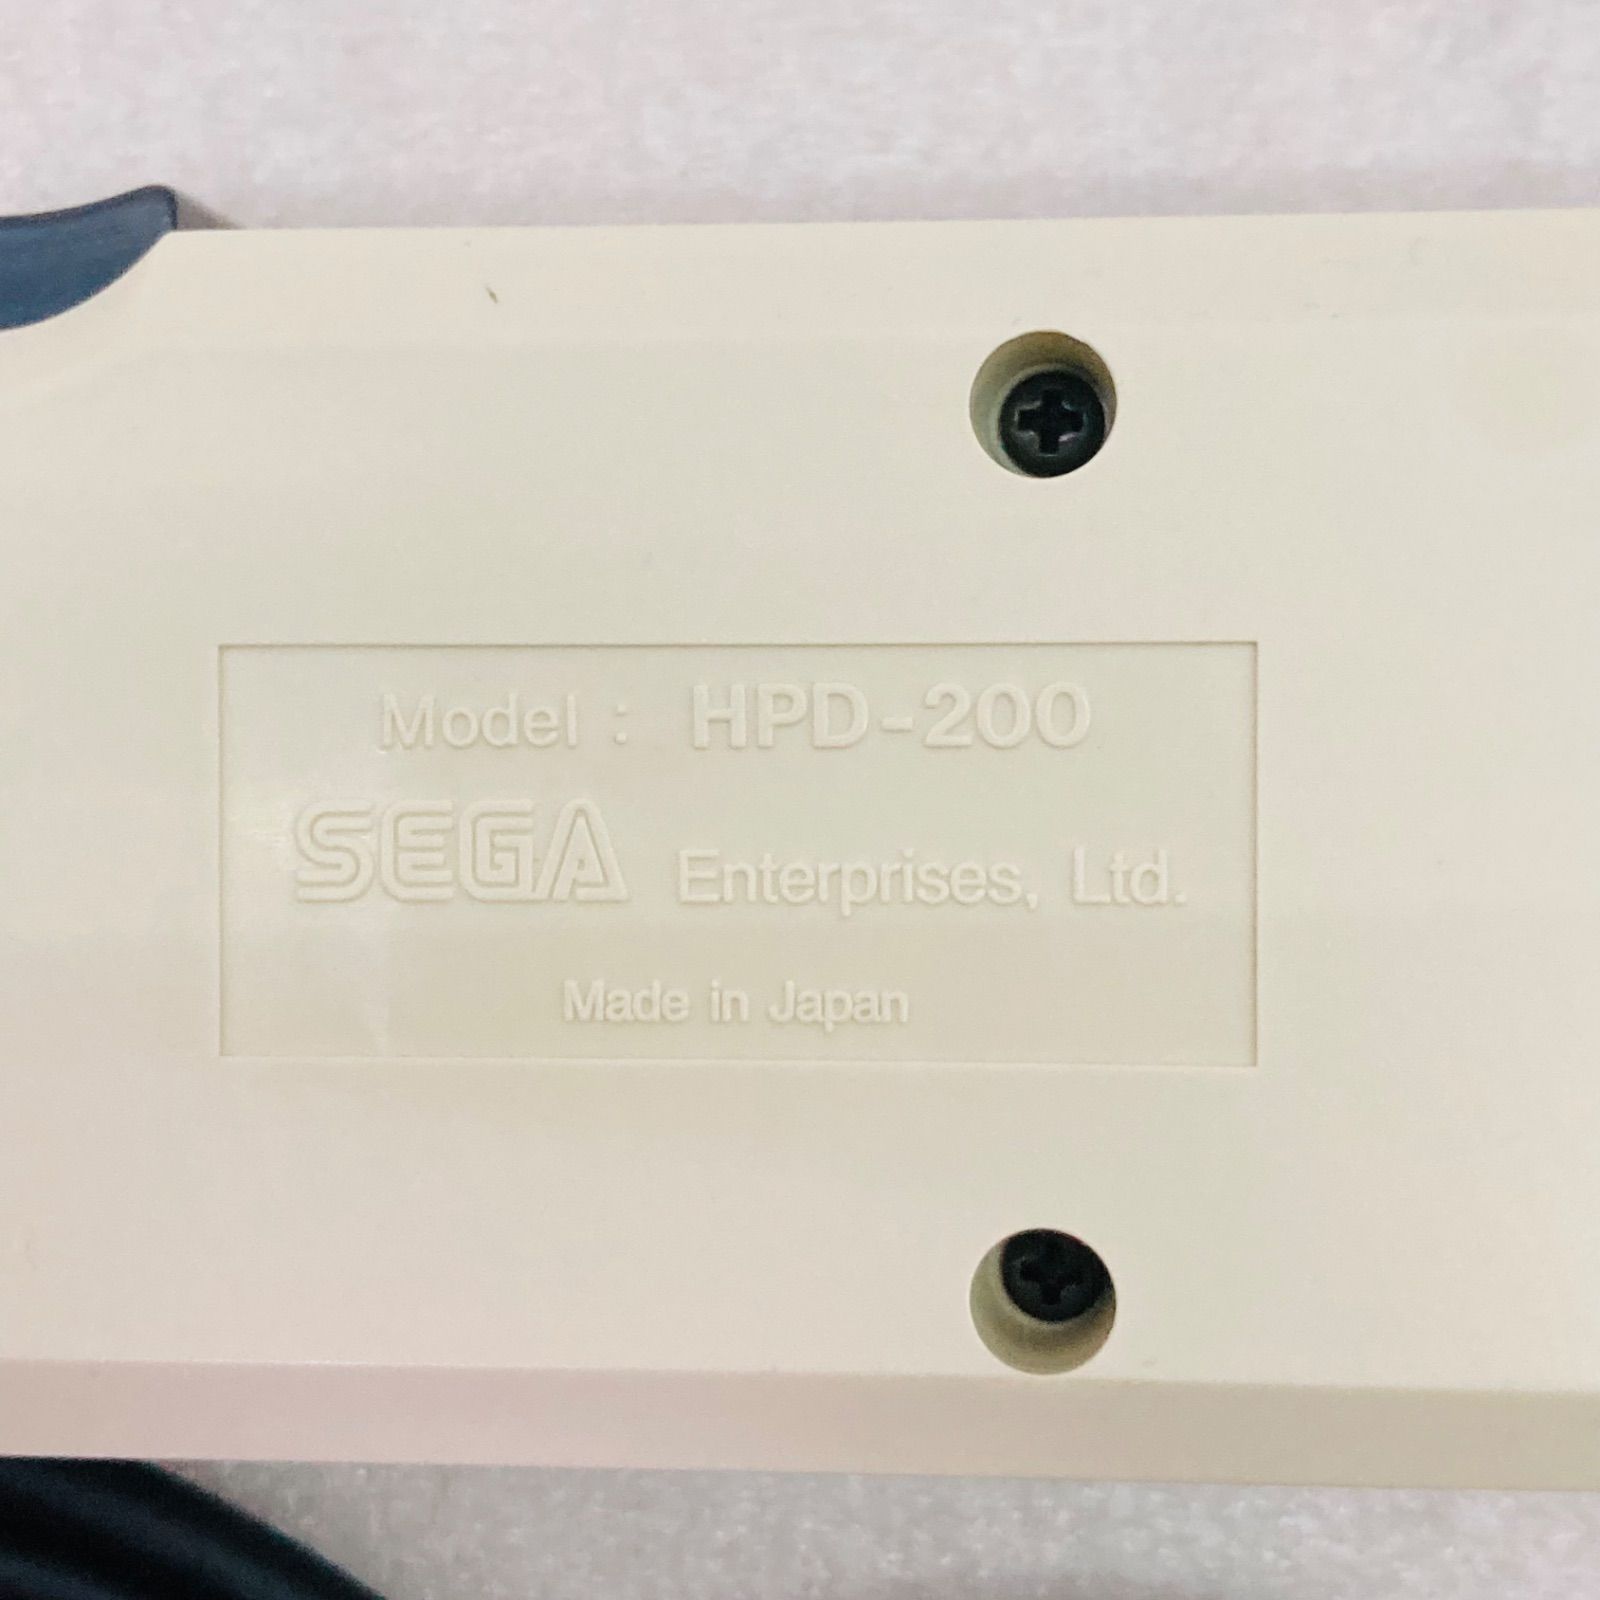 Model : HPD-200
SEGA Enterprises, Ltd.
Made in Japan